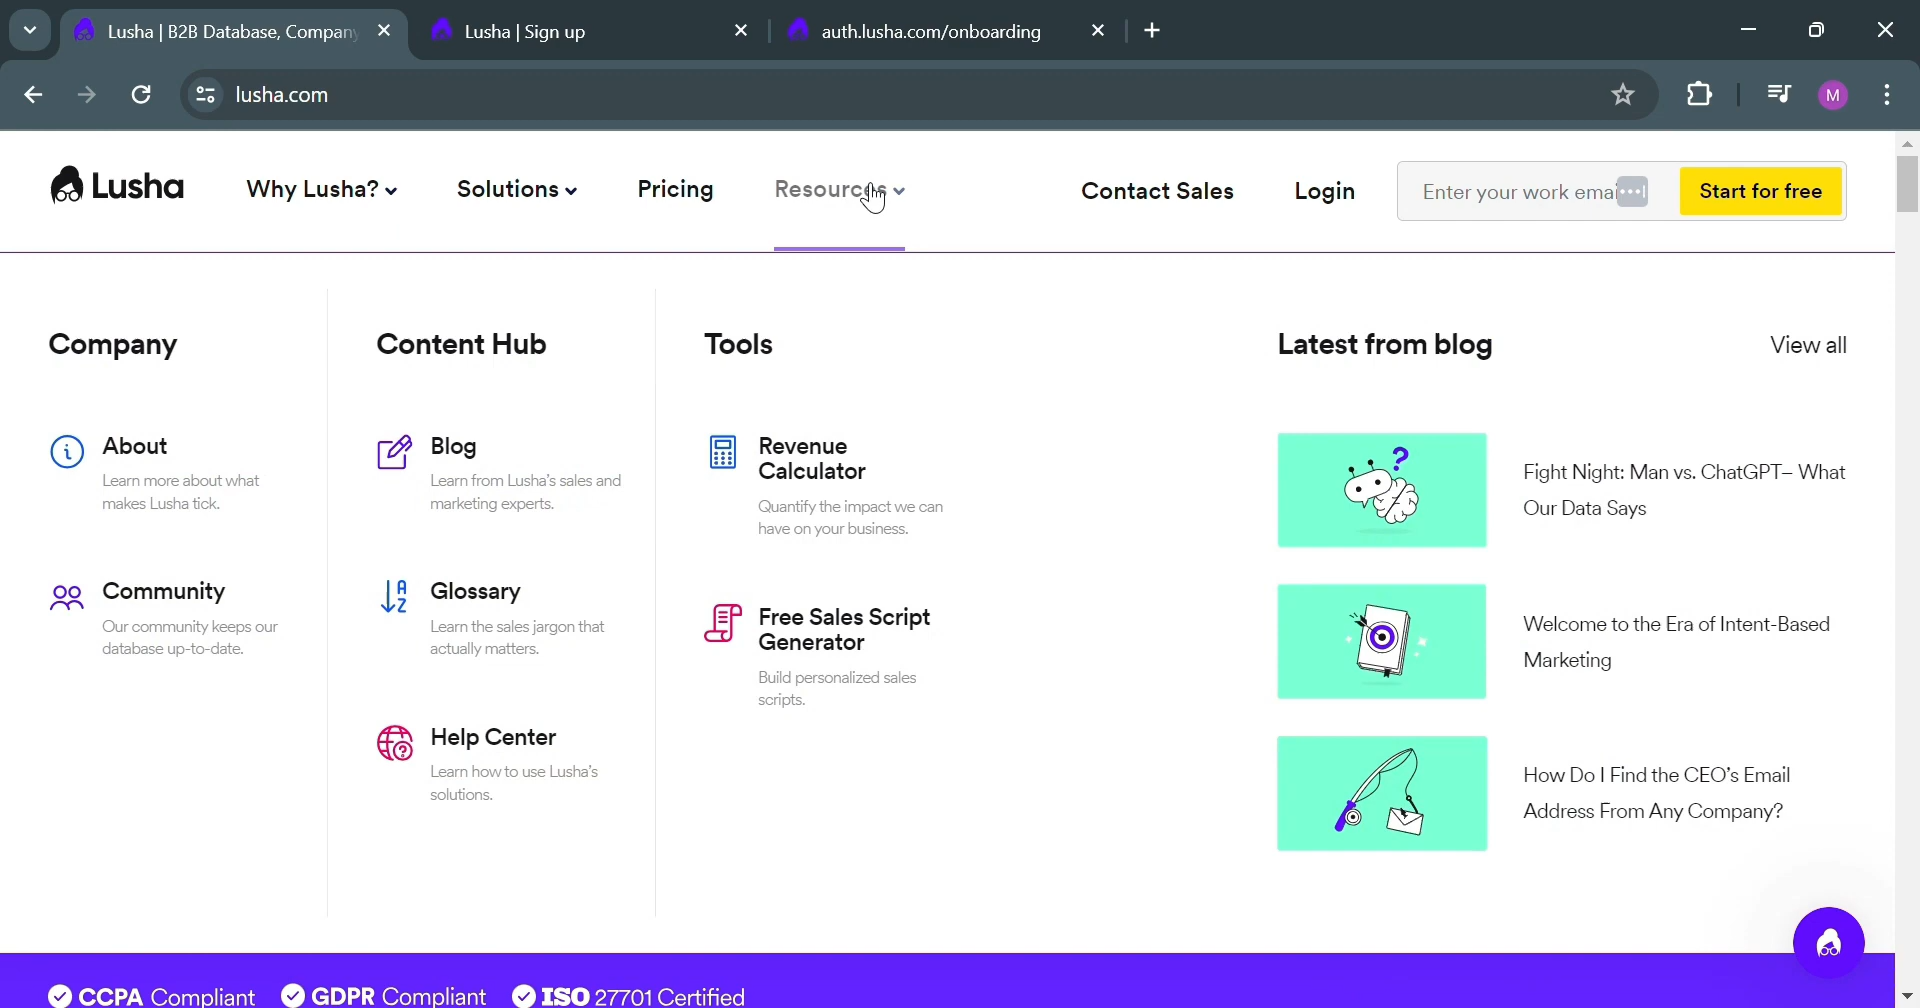 Lusha | B2B Database, Company
Lusha | Sign up
auth.lusha.com/onboarding
lusha.com
M
Lusha
Why Lusha?
Solutions
Pricing
Resources
Contact Sales
Login
Enter your work emai
Start for free
Company
Content Hub
Tools
Latest from blog
View all
About
Learn more about what
makes Lusha tick.
Community
Our community keeps our
database up-to-date.
Blog
Learn from Lusha's sales and
marketing experts.
A
Z
Glossary
Learn the sales jargon that
actually matters.
Help Center
Learn how to use Lusha's
solutions.
Revenue
Calculator
Quantify the impact we can
have on your business.
Free Sales Script
Generator
Build personalized sales
scripts.
?
Fight Night: Man vs. ChatGPT– What
Our Data Says
Welcome to the Era of Intent-Based
Marketing
How Do I Find the CEO's Email
Address From Any Company?
CCPA Compliant
GDPR Compliant
ISO 27701 Certified